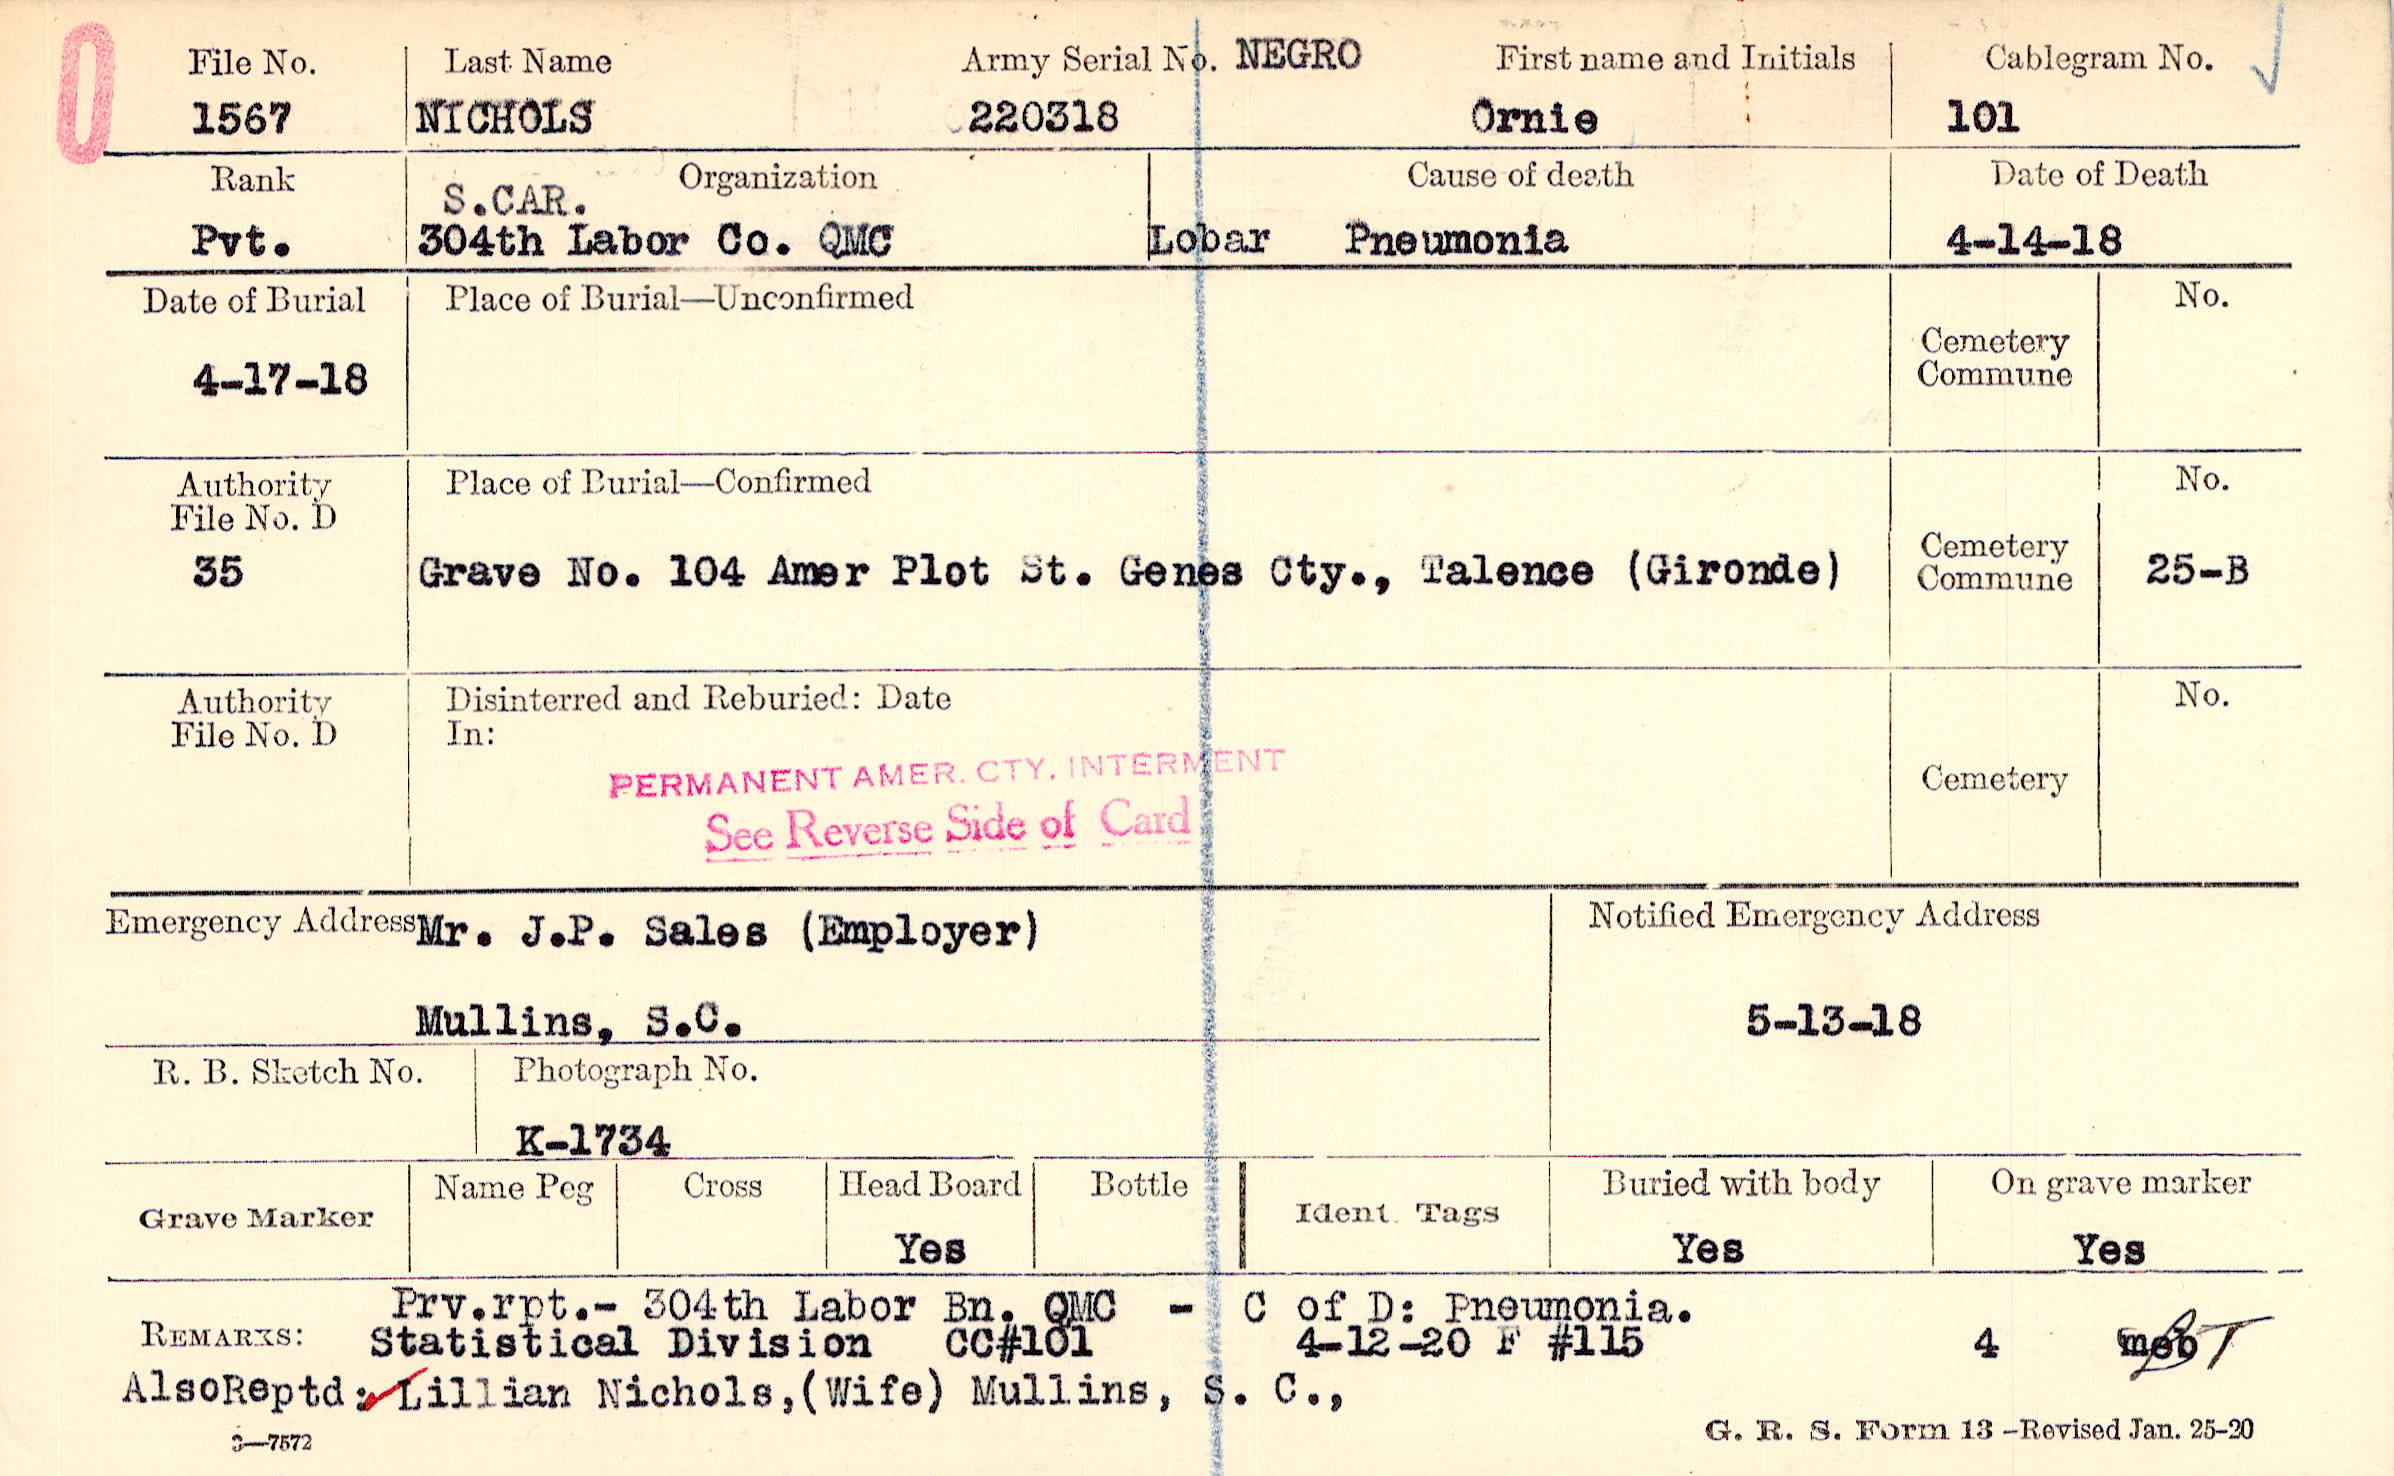 0
File No. Last Name Army Serial No. NEGRO First name and Initials Cablegram No.
1567 NICHOLS 220318 Ornie 101
Rank Organization Cause of death Date of Death
S.CAR.
Pvt. 304th Labor Co. QMC Lobar Pneumonia 4-14-18
Date of Burial Place of Burial—Unconfirmed No.
Cemetery
Commune
4-17-18
Authority Place of Burial—Confirmed No.
File No. D
Cemetery
35 Grave No. 104 Amer Plot St. Genes Cty., Talence (Gironde) Commune 25-B
Authority Disinterred and Reburied: Date No.
File No. D In:
PERMANENT AMER. CTY. INTERMENT
Cemetery
See Reverse Side of Card
Emergency Address Mr. J.P. Sales (Employer) Notified Emergency Address
Mullins, S.C. 5-13-18
R. B. Sketch No. Photograph No.
K-1734
Name Peg Cross Head Board Bottle Buried with body On grave marker
Grave Marker Ident. Tags
Yes Yes Yes
Prv.rpt.- 304th Labor Bn. QMC - C of D: Pneumonia.
REMARKS: Statistical Division CC#101 4-12-20 F #115 4 meb
AlsoReptd: Lillian Nichols,(Wife) Mullins, S. C.,
3—7572 G. R. S. Form 13 -Revised Jan. 25-20